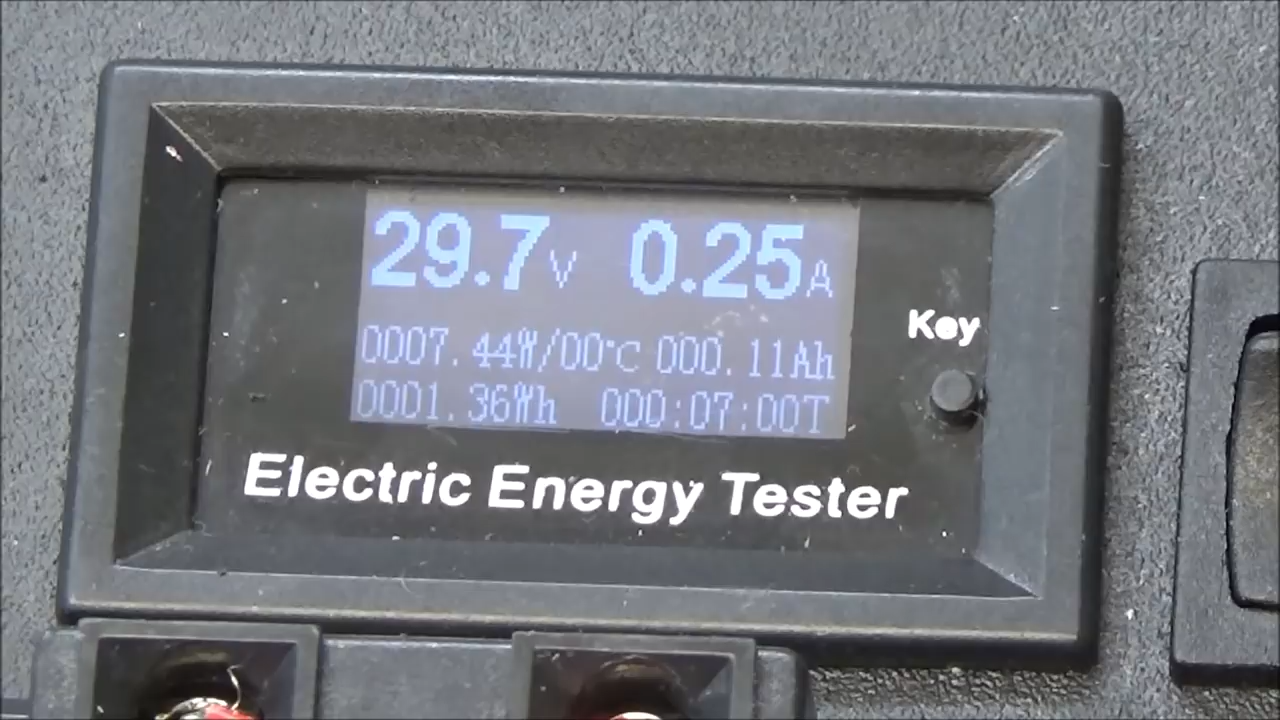 29.7V 0.25A
0007.44W/00°C 000.11Ah
0001.36Wh 000:07:00T
Key
Electric Energy Tester